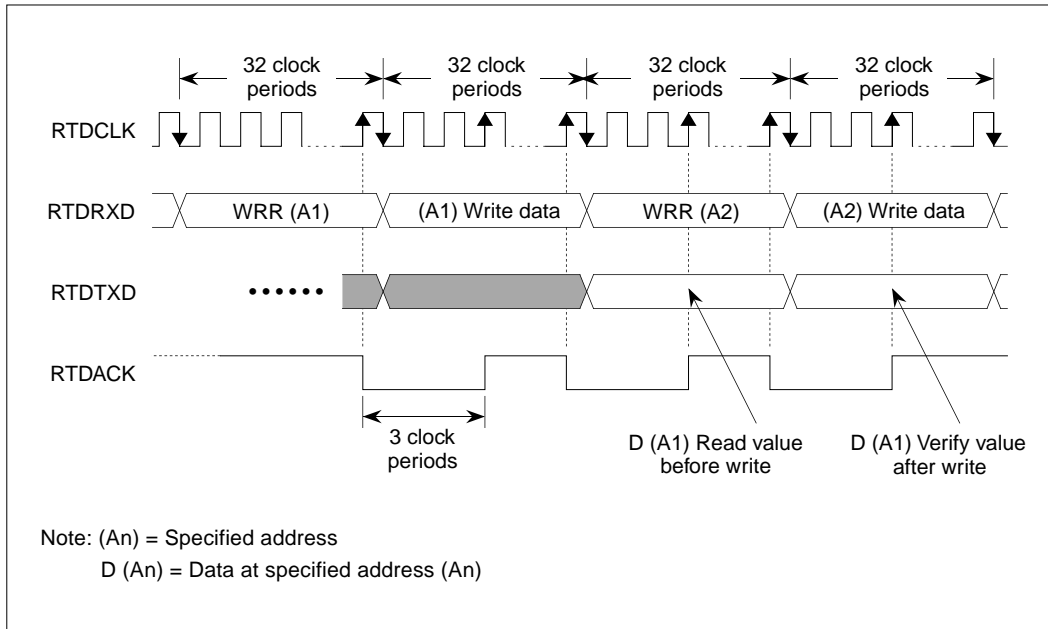 32 clock periods
32 clock periods
32 clock periods
32 clock periods
RTDCLK
RTDRXD
WRR (A1)
(A1) Write data
WRR (A2)
(A2) Write data
RTDTXD
RTDACK
3 clock
periods
D (A1) Read value
before write
D (A1) Verify value
after write
Note: (An) = Specified address
D (An) = Data at specified address (An)